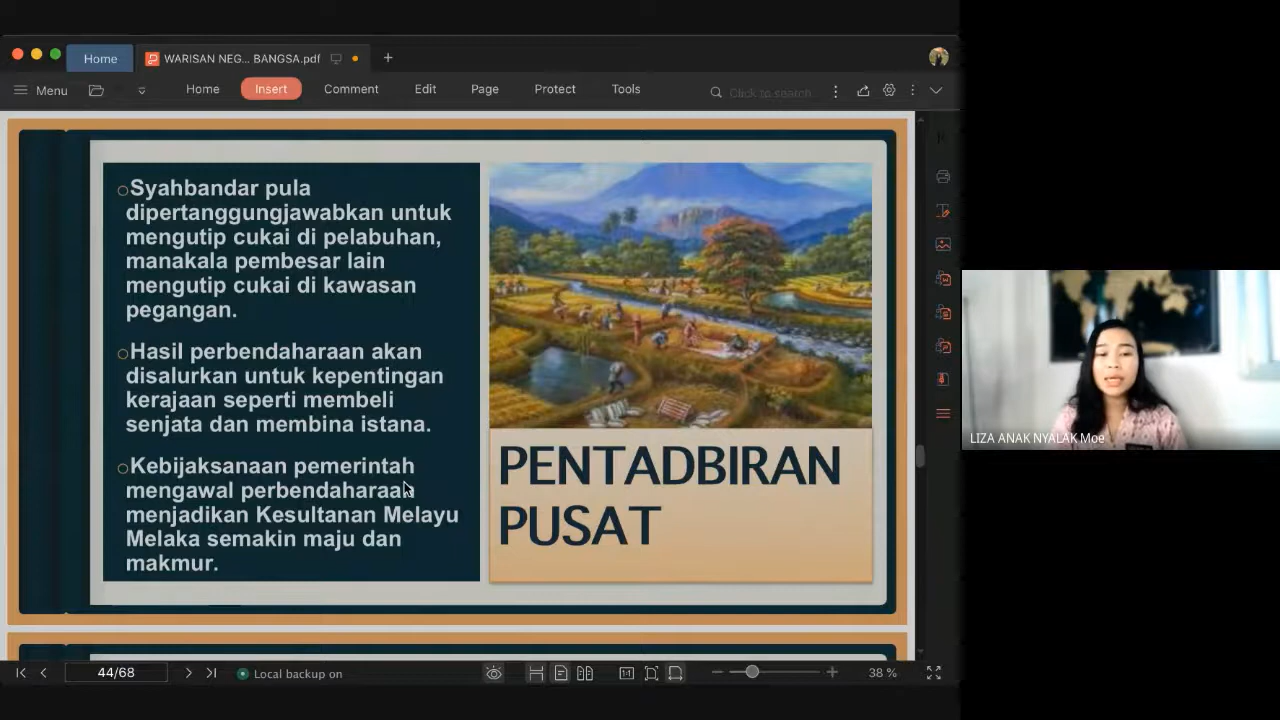 Home
WARISAN NEG... BANGSA.pdf
Menu
Home
Insert
Comment
Edit
Page
Protect
Tools
Click to search
Syahbandar pula
dipertanggungjawabkan untuk
mengutip cukai di pelabuhan,
manakala pembesar lain
mengutip cukai di kawasan
pegangan.
Hasil perbendaharaan akan
disalurkan untuk kepentingan
kerajaan seperti membeli
senjata dan membina istana.
Kebijaksanaan pemerintah
mengawal perbendaharaan
menjadikan Kesultanan Melayu
Melaka semakin maju dan
makmur.
PENTADBIRAN
PUSAT
LIZA ANAK NYALAK Moe
44/68
Local backup on
1:1
38 %